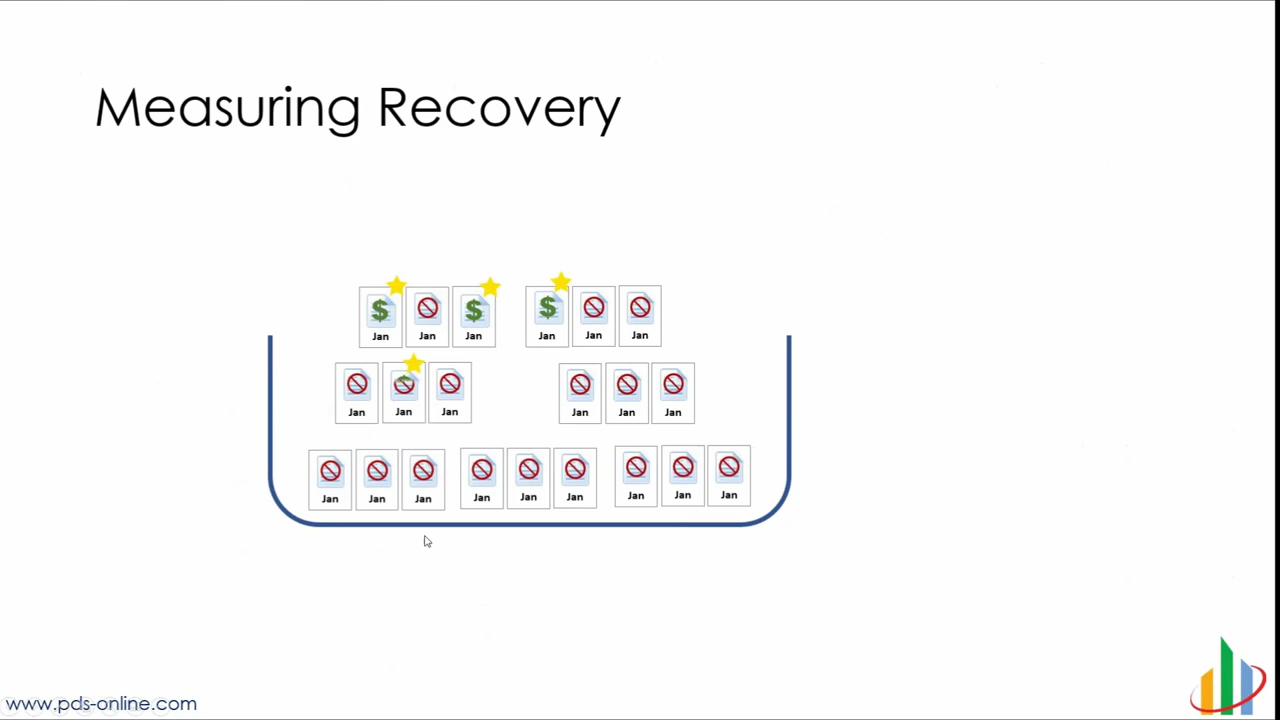 Measuring Recovery
$ $ $
Jan Jan Jan Jan Jan Jan
Jan Jan Jan Jan Jan Jan
Jan Jan Jan Jan Jan Jan Jan Jan Jan
www.pds-online.com